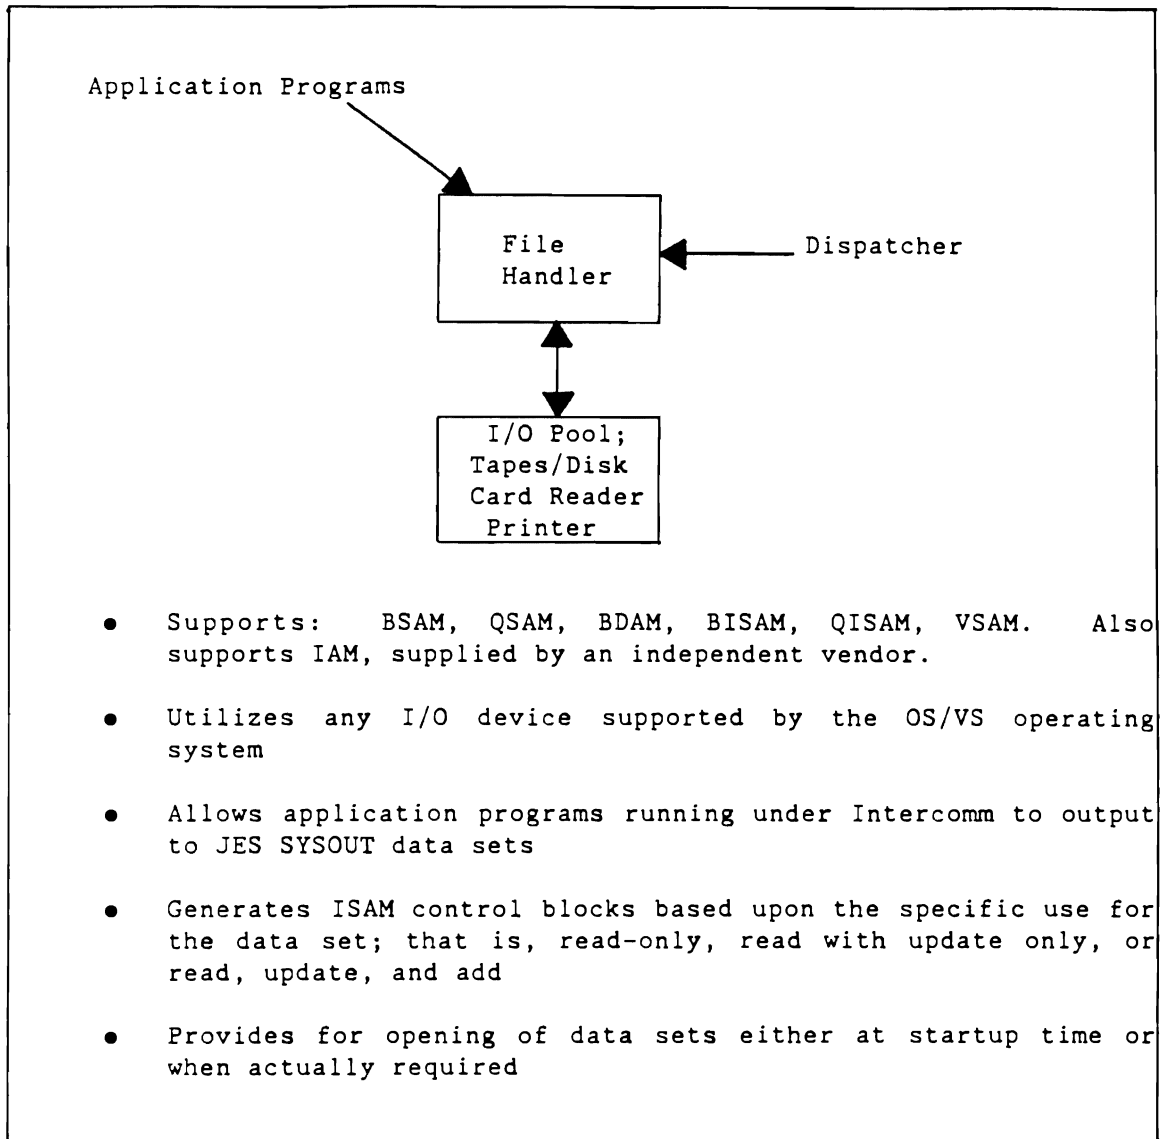 Application Programs
File
Handler
Dispatcher
I/O Pool;
Tapes/Disk
Card Reader
Printer
● Supports: BSAM, QSAM, BDAM, BISAM, QISAM, VSAM. Also
supports IAM, supplied by an independent vendor.
● Utilizes any I/O device supported by the OS/VS operating
system
● Allows application programs running under Intercomm to output
to JES SYSOUT data sets
● Generates ISAM control blocks based upon the specific use for
the data set; that is, read-only, read with update only, or
read, update, and add
● Provides for opening of data sets either at startup time or
when actually required